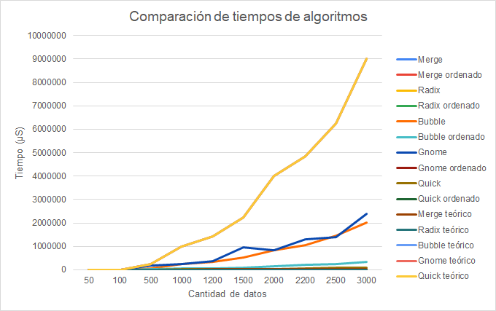 Comparación de tiempos de algoritmos
10000000
9000000
8000000
7000000
6000000
5000000
4000000
3000000
2000000
1000000
0
Tiempo (µS)
50 100 500 1000 1200 1500 2000 2200 2500 3000
Cantidad de datos
Merge
Merge ordenado
Radix
Radix ordenado
Bubble
Bubble ordenado
Gnome
Gnome ordenado
Quick
Quick ordenado
Merge teórico
Radix teórico
Bubble teórico
Gnome teórico
Quick teórico